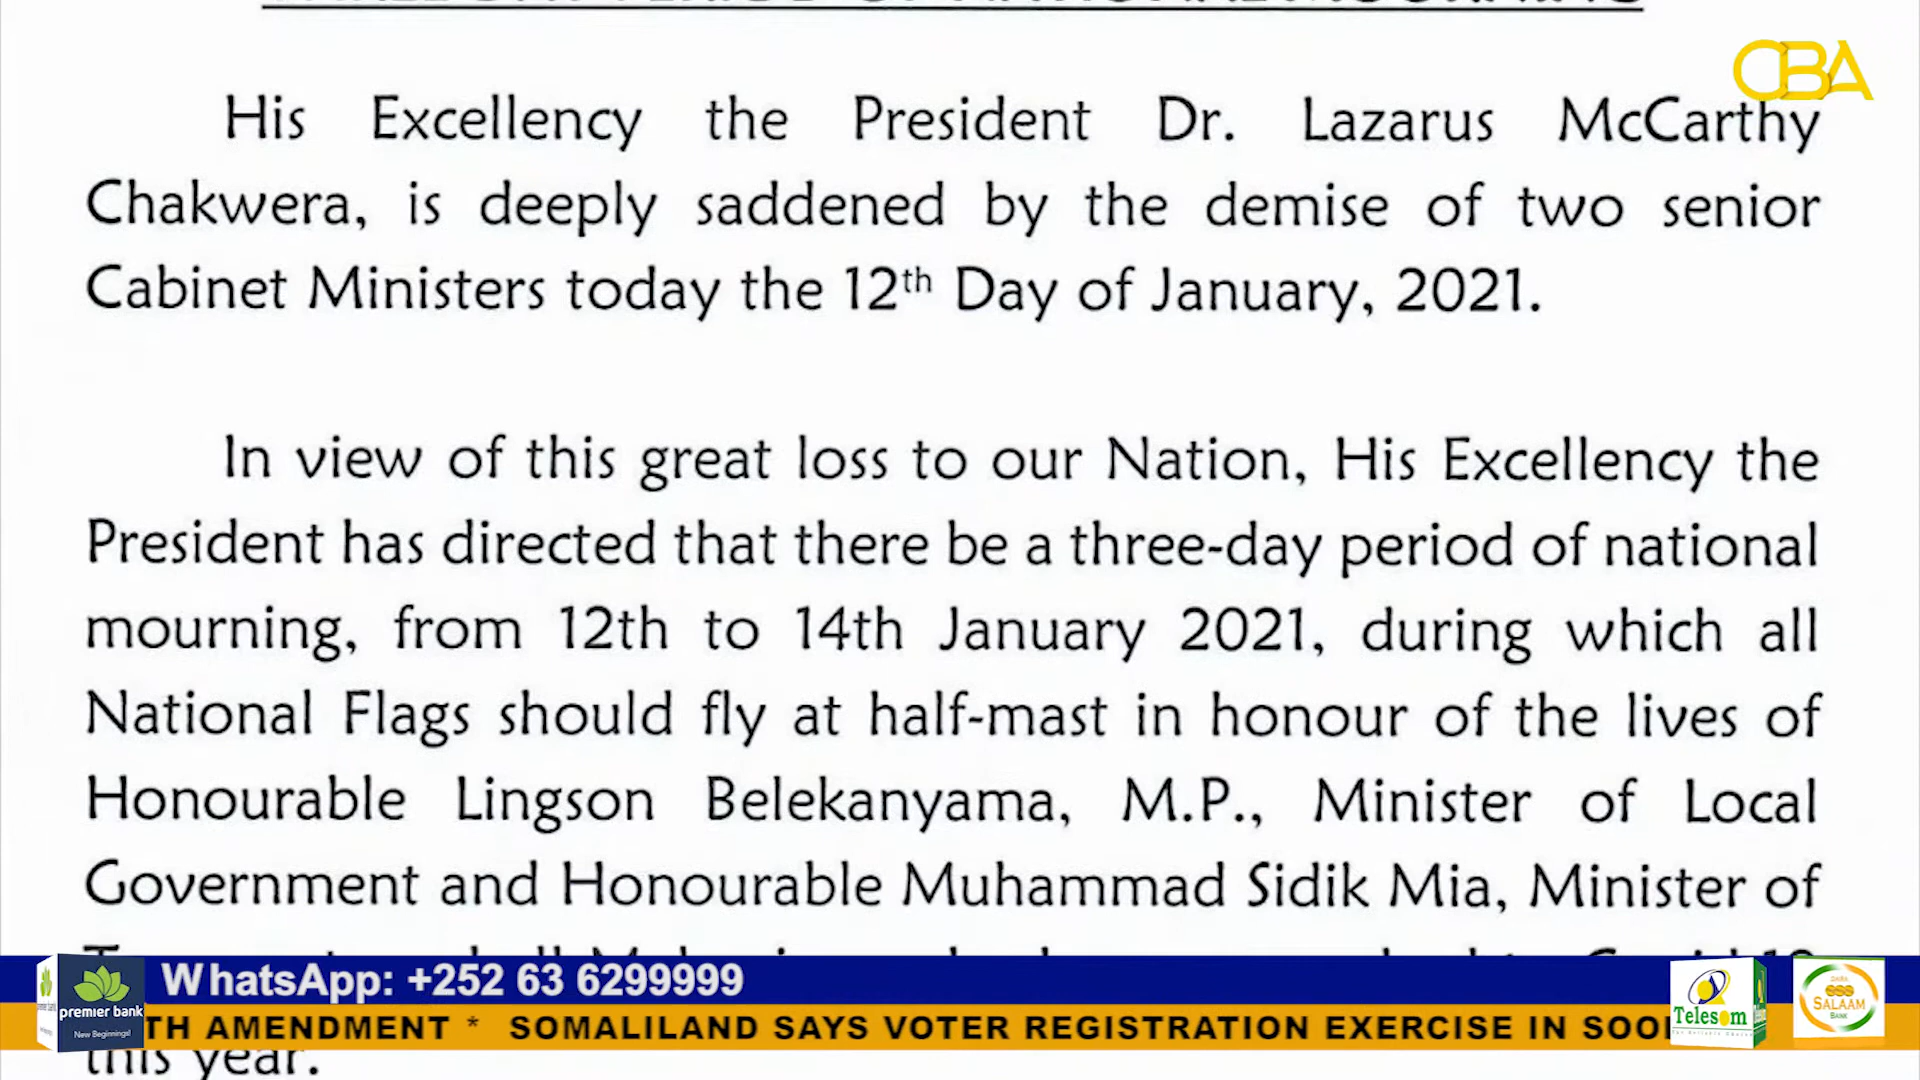 CBA
His Excellency the President Dr. Lazarus McCarthy
Chakwera, is deeply saddened by the demise of two senior
Cabinet Ministers today the 12th Day of January, 2021.
In view of this great loss to our Nation, His Excellency the
President has directed that there be a three-day period of national
mourning, from 12th to 14th January 2021, during which all
National Flags should fly at half-mast in honour of the lives of
Honourable Lingson Belekanyama, M.P., Minister of Local
Government and Honourable Muhammad Sidik Mia, Minister of
this year.
WhatsApp: +252 63 6299999
premier bank
New Beginnings!
TH AMENDMENT * SOMALILAND SAYS VOTER REGISTRATION EXERCISE IN SOO
Telesom
SALAAM
BANK